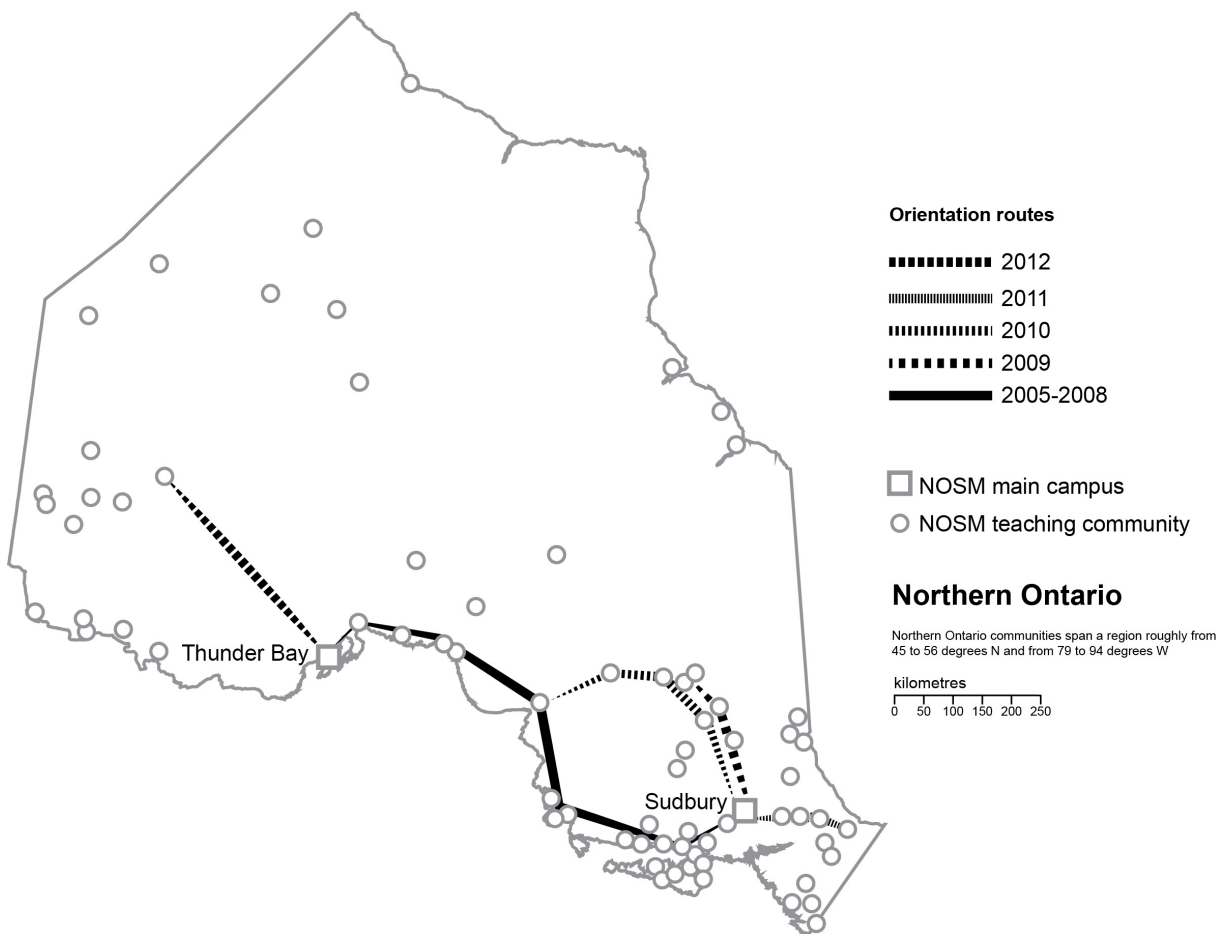 Orientation routes
2012
2011
2010
2009
2005-2008
NOSM main campus
NOSM teaching community
Northern Ontario
Northern Ontario communities span a region roughly from
45 to 56 degrees N and from 79 to 94 degrees W
kilometres
0 50 100 150 200 250
Thunder Bay
Sudbury